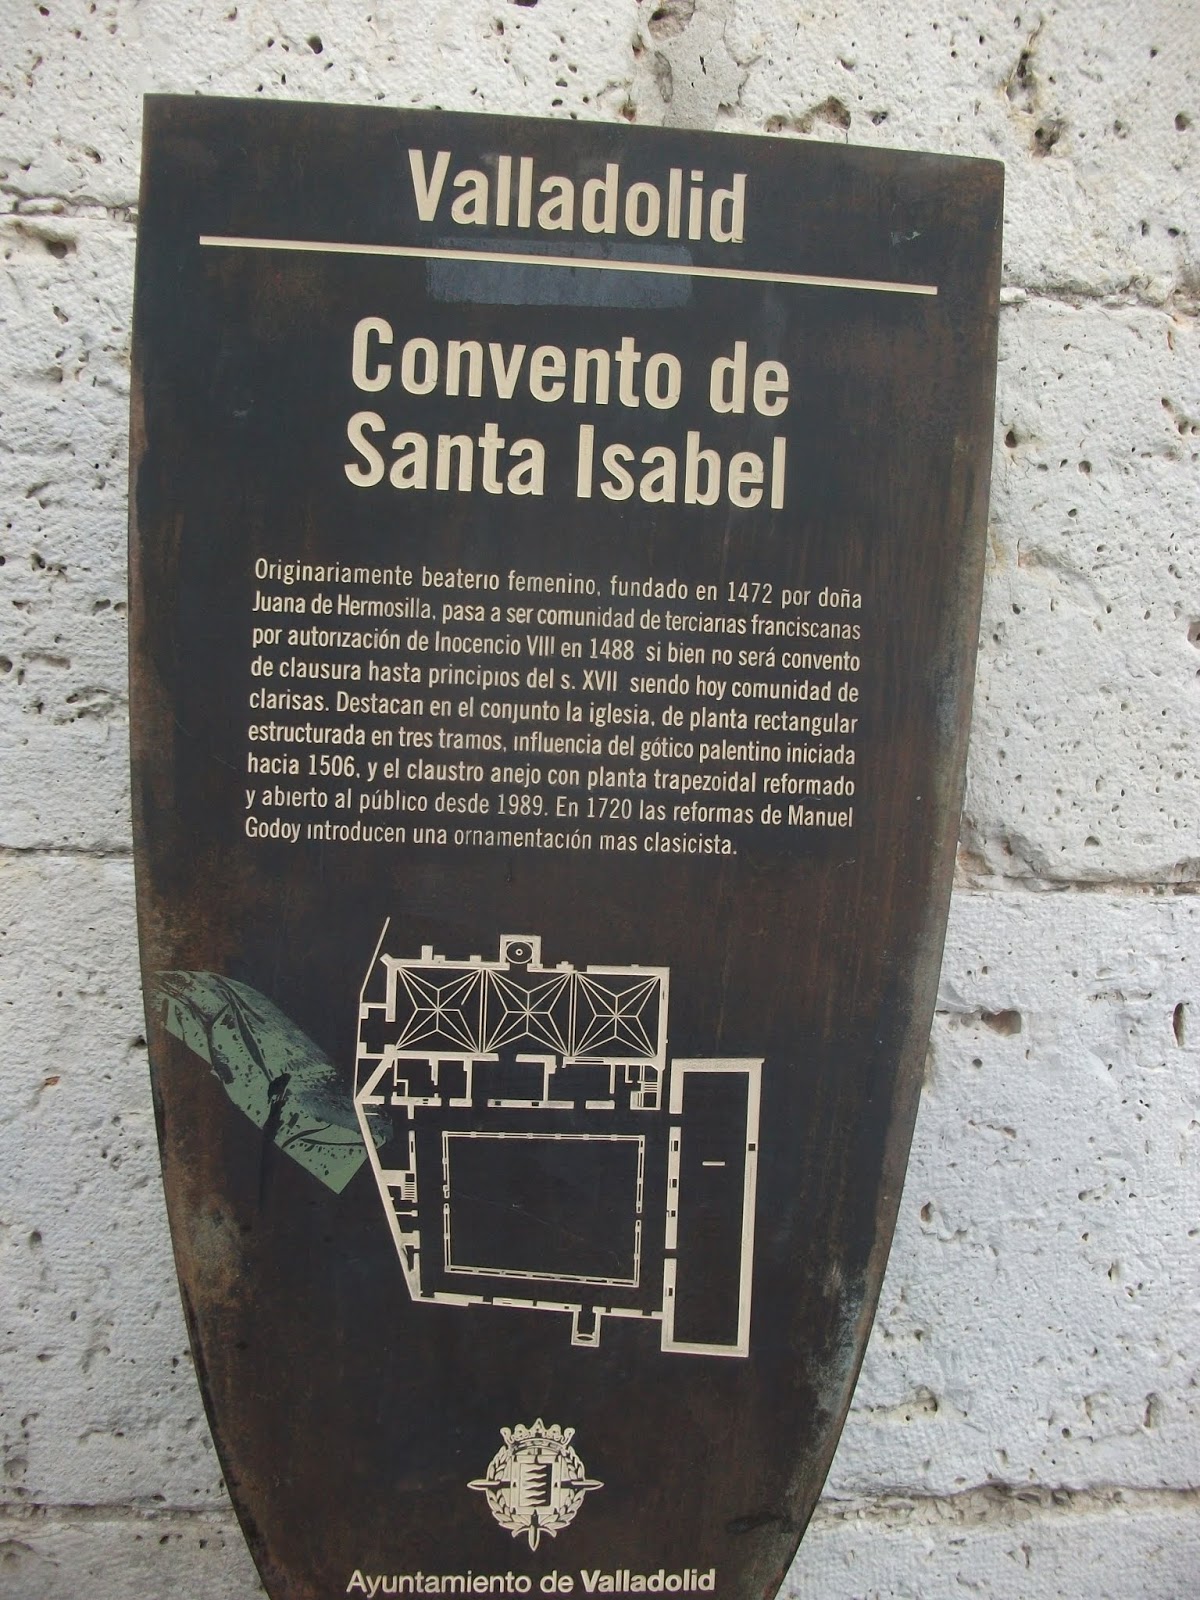 Valladolid
Convento de
Santa Isabel
Originariamente beaterio femenino, fundado en 1472 por doña
Juana de Hermosilla, pasa a ser comunidad de terciarias franciscanas
por autorización de Inocencio VIII en 1488 si bien no será convento
de clausura hasta principios del s. XVII siendo hoy comunidad de
clarisas. Destacan en el conjunto la iglesia, de planta rectangular
estructurada en tres tramos, influencia del gótico palentino iniciada
hacia 1506, y el claustro anejo con planta trapezoidal reformado
y abierto al público desde 1989. En 1720 las reformas de Manuel
Godoy introducen una ornamentación mas clasicista.
Ayuntamiento de Valladolid